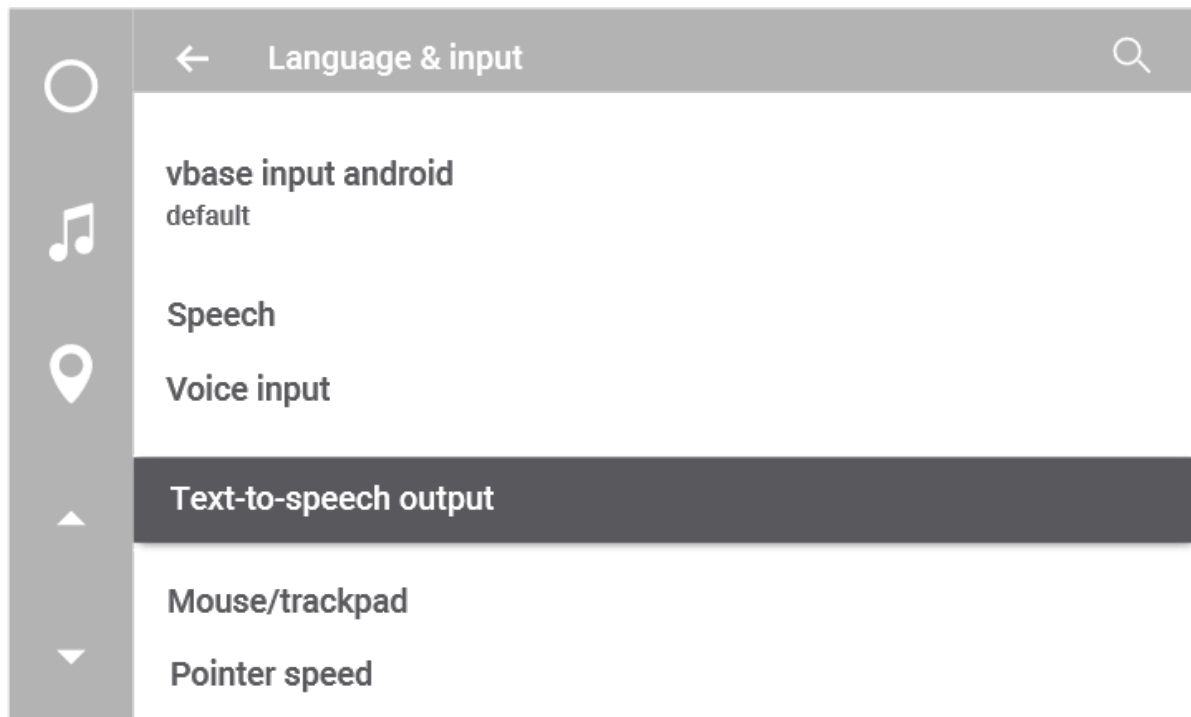 Language & input
vbase input android
default
Speech
Voice input
Text-to-speech output
Mouse/trackpad
Pointer speed